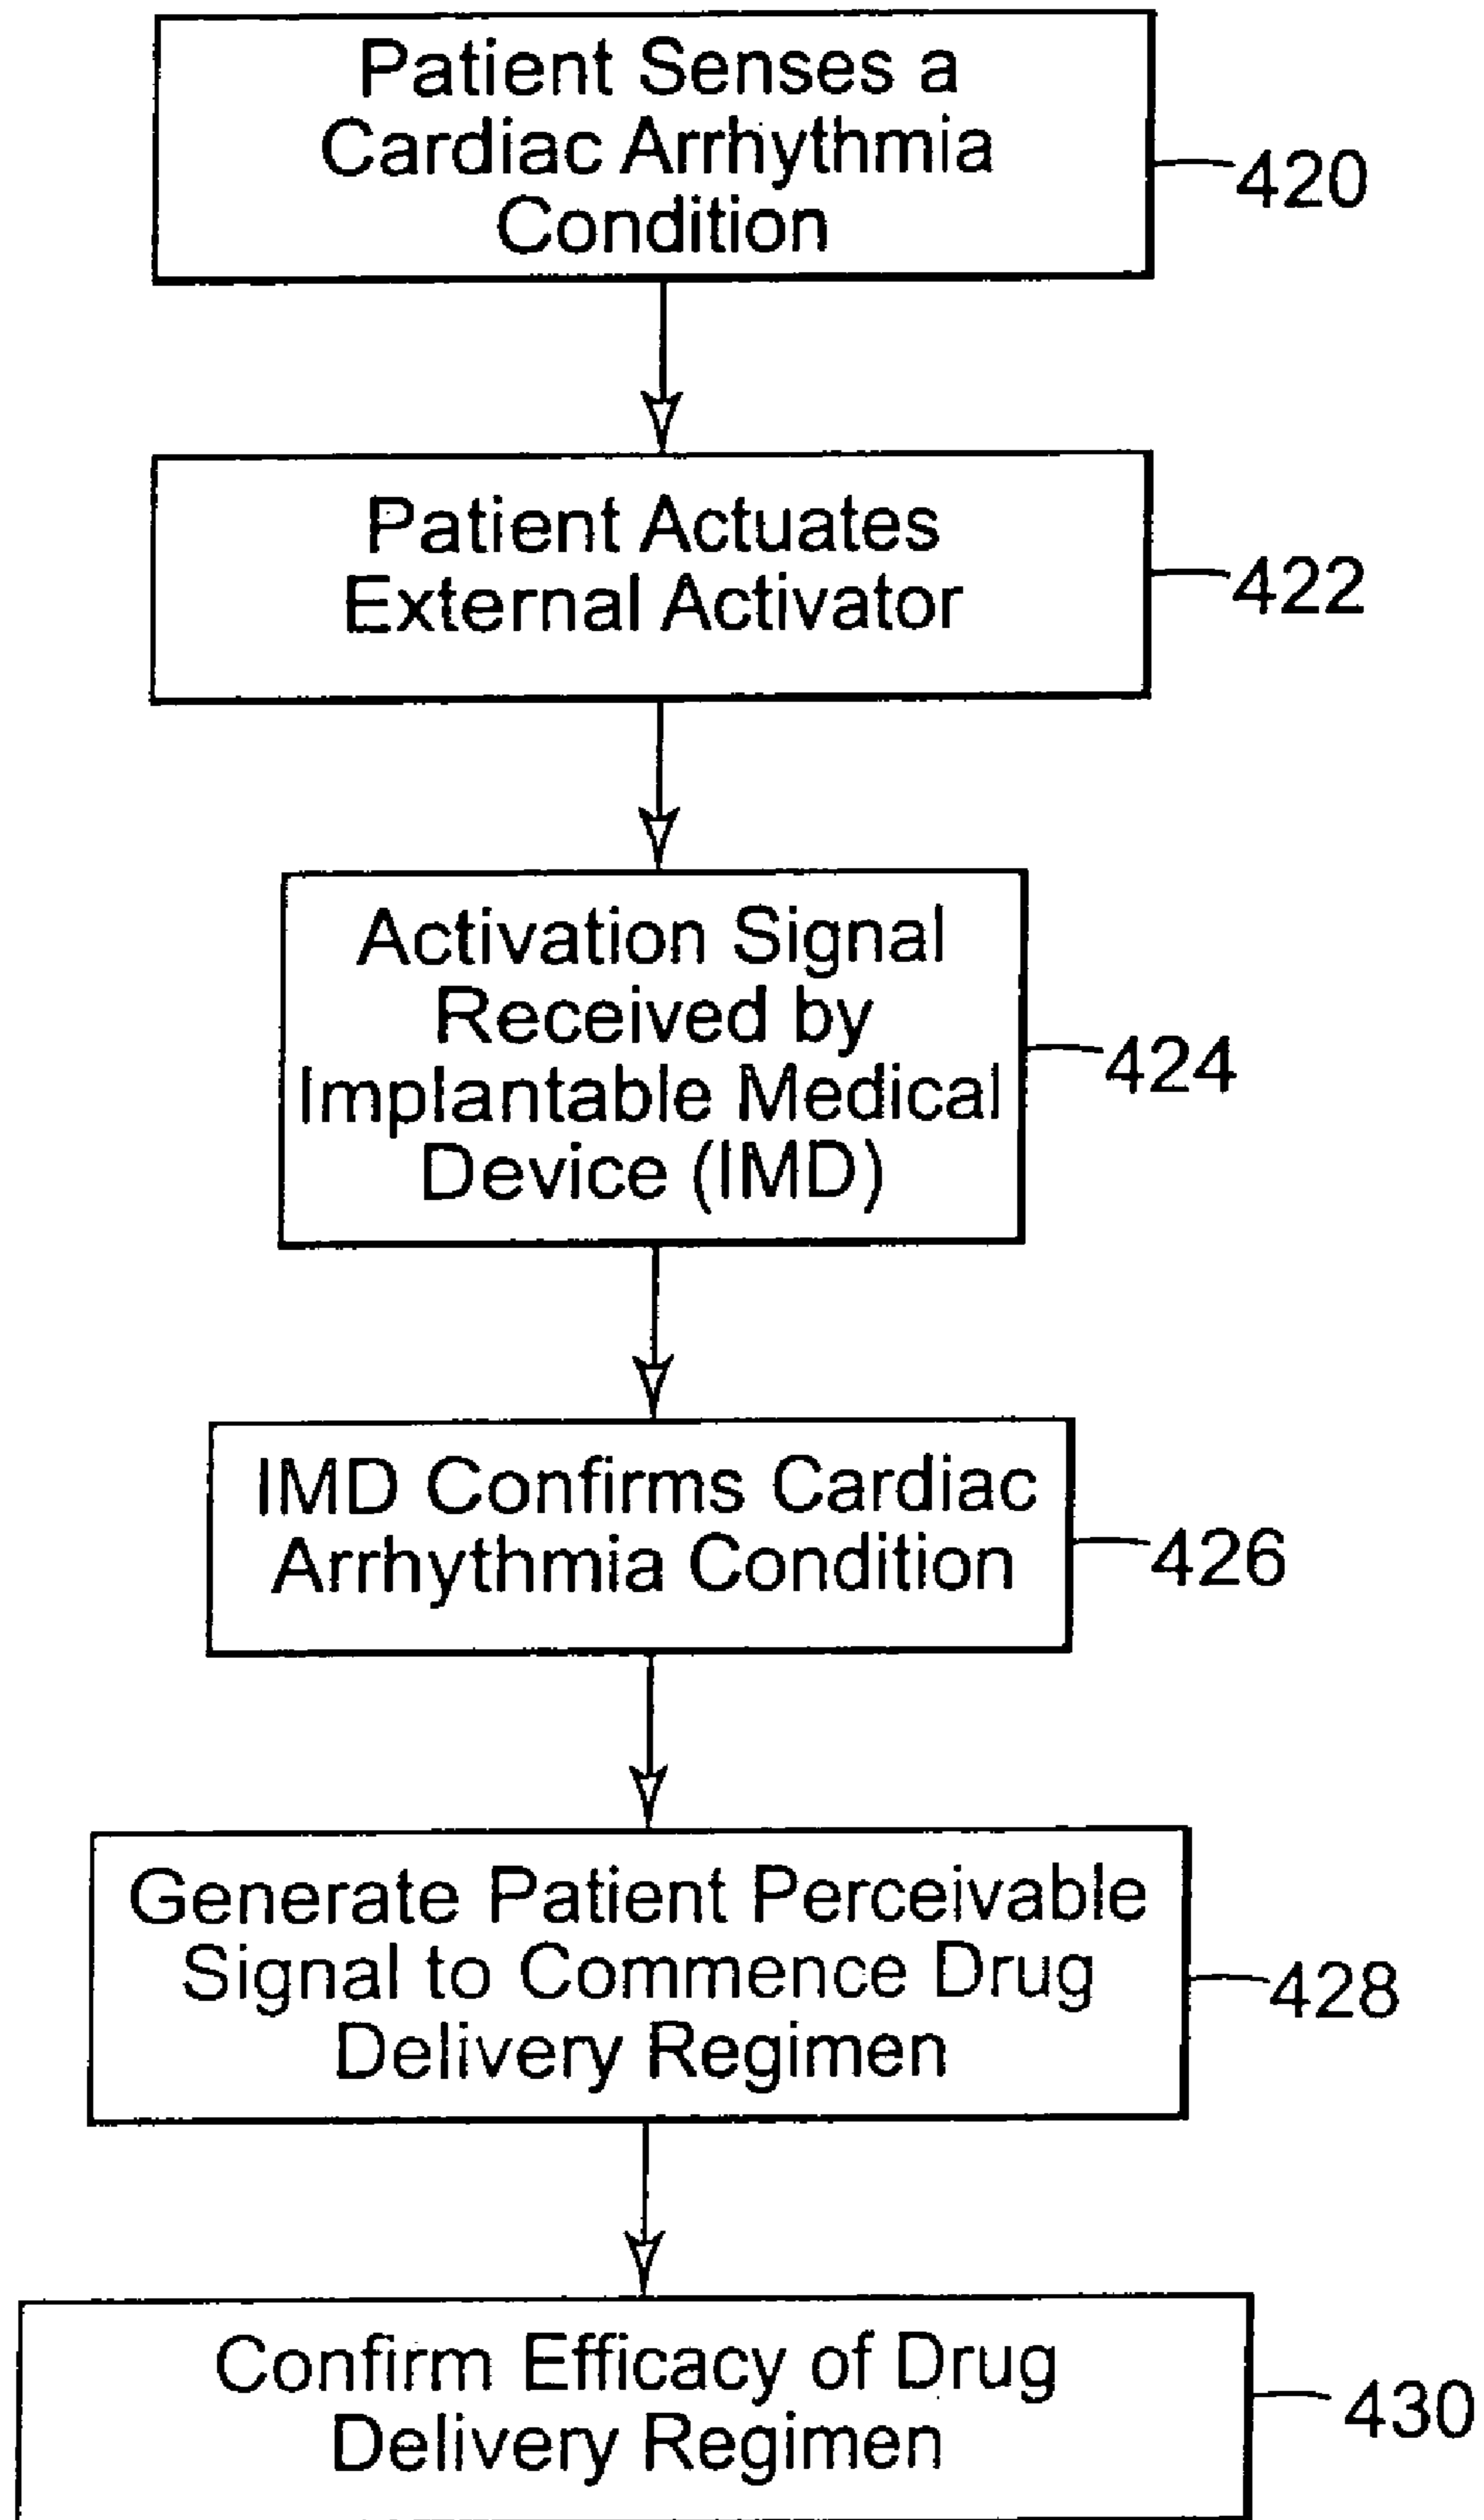 Patient Senses a
Cardiac Arrhythmia
Condition
420
Patient Actuates
External Activator
422
Activation Signal
Received by
Implantable Medical
Device (IMD)
424
IMD Confirms Cardiac
Arrhythmia Condition
426
Generate Patient Perceivable
Signal to Commence Drug
Delivery Regimen
428
Confirm Efficacy of Drug
Delivery Regimen
430